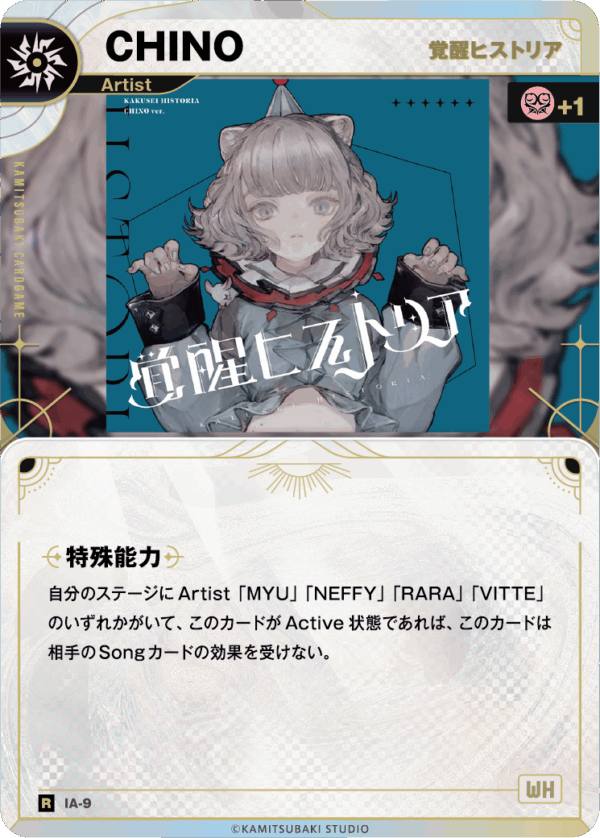 CHINO
覚醒ヒストリア
Artist
+1
KAKUSEI HISTORIA
CHINO ver.
KAMITSUBAKI CARDGAME
覚醒ヒストリア
特殊能力
自分のステージにArtist「MYU」「NEFFY」「RARA」「VITTE」
のいずれかがいて、このカードがActive状態であれば、このカードは
相手のSongカードの効果を受けない。
R IA-9
WH
©KAMITSUBAKI STUDIO